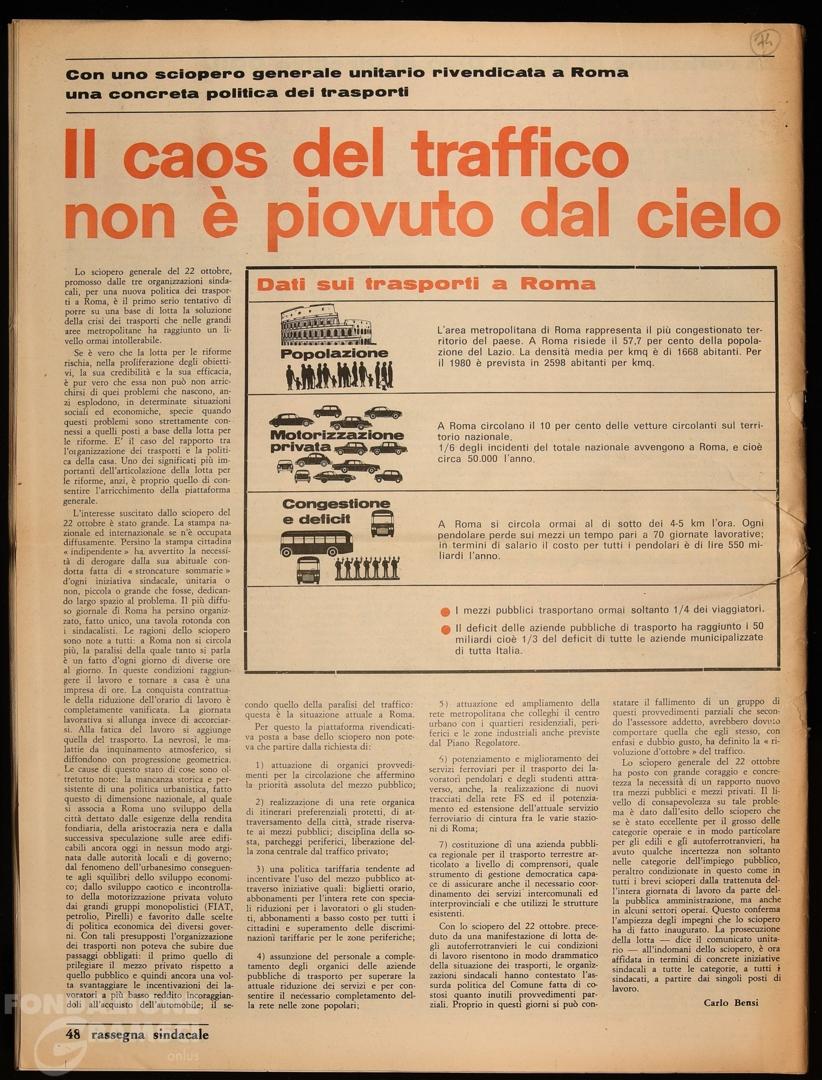 74
Con uno sciopero generale unitario rivendicata a Roma
una concreta politica dei trasporti
Il caos del traffico
non è piovuto dal cielo
Lo sciopero generale del 22 ottobre,
promosso dalle tre organizzazioni sinda-
cali, per una nuova politica dei traspor-
ti a Roma, è il primo serio tentativo di
porre su una base di lotta la soluzione
della crisi dei trasporti che nelle grandi
aree metropolitane ha raggiunto un li-
vello ormai intollerabile.
Se è vero che la lotta per le riforme
rischia, nella proliferazione degli obietti-
vi, la sua credibilità e la sua efficacia,
è pur vero che essa non può non arric-
chirsi di quei problemi che nascono, an-
zi esplodono, in determinate situazioni
sociali ed economiche, specie quando
questi problemi sono strettamente con-
nessi a quelli posti a base della lotta per
le riforme. E' il caso del rapporto tra
l'organizzazione dei trasporti e la politi-
ca della casa. Uno dei significati più im-
portanti dell'articolazione della lotta per
le riforme, anzi, è proprio quello di con-
sentire l'arricchimento della piattaforma
generale.
L'interesse suscitato dallo sciopero del
22 ottobre è stato grande. La stampa na-
zionale ed internazionale se n'è occupata
diffusamente. Persino la stampa cittadina
« indipendente » ha avvertito la necessi-
tà di derogare dalla sua abituale con-
dotta fatta di « stroncature sommarie »
d'ogni iniziativa sindacale, unitaria o
non, piccola o grande che fosse, dedican-
do largo spazio al problema. Il più diffu-
so giornale di Roma ha persino organiz-
zato, fatto unico, una tavola rotonda con
i sindacalisti. Le ragioni dello sciopero
sono note a tutti: a Roma non si circola
più, la paralisi della quale tanto si parla
è un fatto d'ogni giorno di diverse ore
al giorno. In queste condizioni raggiun-
gere il lavoro e tornare a casa è una
impresa di ore. La conquista contrattua-
le della riduzione dell'orario di lavoro è
completamente vanificata. La giornata
lavorativa si allunga invece di accorciar-
si. Alla fatica del lavoro si aggiunge
quella del trasporto. La nevrosi, le ma-
lattie da inquinamento atmosferico, si
diffondono con progressione geometrica.
Le cause di questo stato di cose sono ol-
tretutto note: la mancanza storica e per-
sistente di una politica urbanistica, fatto
questo di dimensione nazionale, al quale
si associa a Roma uno sviluppo della
città dettato dalle esigenze della rendita
fondiaria, della aristocrazia nera e dalla
successiva speculazione sulle aree edifi-
cabili ancora oggi in nessun modo argi-
nata dalle autorità locali e di governo;
dal fenomeno dell'urbanesimo conseguen-
te agli squilibri dello sviluppo economi-
co; dallo sviluppo caotico e incontrolla-
to della motorizzazione privata voluto
dai grandi gruppi monopolistici (FIAT,
petrolio, Pirelli) e favorito dalle scelte
di politica economica dei diversi gover-
ni. Con tali presupposti l'organizzazione
dei trasporti non poteva che subire due
passaggi obbligati: il primo quello di
prilegiare il mezzo privato rispetto a
quello pubblico e quindi ancora una vol-
ta svantaggiare le incentivazioni dei la-
voratori a più basso reddito incoraggian-
doli all'acquisto dell'automobile; il se-
Dati sui trasporti a Roma
Popolazione
L'area metropolitana di Roma rappresenta il più congestionato ter-
ritorio del paese. A Roma risiede il 57,7 per cento della popola-
zione del Lazio. La densità media per kmq è di 1668 abitanti. Per
il 1980 è prevista in 2598 abitanti per kmq.
Motorizzazione
privata
A Roma circolano il 10 per cento delle vetture circolanti sul terri-
torio nazionale.
1/6 degli incidenti del totale nazionale avvengono a Roma, e cioè
circa 50.000 l'anno.
Congestione
e deficit
A Roma si circola ormai al di sotto dei 4-5 km l'ora. Ogni
pendolare perde sui mezzi un tempo pari a 70 giornate lavorative;
in termini di salario il costo per tutti i pendolari è di lire 550 mi-
liardi l'anno.
● I mezzi pubblici trasportano ormai soltanto 1/4 dei viaggiatori.
● Il deficit delle aziende pubbliche di trasporto ha raggiunto i 50
miliardi cioè 1/3 del deficit di tutte le aziende municipalizzate
di tutta Italia.
condo quello della paralisi del traffico:
questa è la situazione attuale a Roma.
Per questo la piattaforma rivendicati-
va posta a base dello sciopero non pote-
va che partire dalla richiesta di:
1) attuazione di organici provvedi-
menti per la circolazione che affermino
la priorità assoluta del mezzo pubblico;
2) realizzazione di una rete organica
di itinerari preferenziali protetti, di at-
traversamento della città, strade riserva-
te ai mezzi pubblici; disciplina della so-
sta, parcheggi periferici, liberazione del-
la zona centrale dal traffico privato;
3) una politica tariffaria tendente ad
incentivare l'uso del mezzo pubblico at-
traverso iniziative quali: biglietti orario,
abbonamenti per l'intera rete con specia-
li riduzioni per i lavoratori o gli studen-
ti, abbonamenti a basso costo per tutti i
cittadini e superamento delle discrimi-
nazioni tariffarie per le zone periferiche;
4) assunzione del personale a comple-
tamento degli organici delle aziende
pubbliche di trasporto per superare la
attuale riduzione dei servizi e per con-
sentire il necessario completamento del-
la rete nelle zone popolari;
5) attuazione ed ampliamento della
rete metropolitana che colleghi il centro
urbano con i quartieri residenziali, peri-
ferici e le zone industriali anche previste
dal Piano Regolatore.
6) potenziamento e miglioramento dei
servizi ferroviari per il trasporto dei la-
voratori pendolari e degli studenti attra-
verso, anche, la realizzazione di nuovi
tracciati della rete FS ed il potenzia-
mento ed estensione dell'attuale servizio
ferroviario di cintura fra le varie stazio-
ni di Roma;
7) costituzione di una azienda pubbli-
ca regionale per il trasporto terrestre ar-
ticolato a livello di comprensori, quale
strumento di gestione democratica capa-
ce di assicurare anche il necessario coor-
dinamento dei servizi intercomunali ed
interprovinciali e che utilizzi le strutture
esistenti.
Con lo sciopero del 22 ottobre. prece-
duto da una manifestazione di lotta de-
gli autoferrotranvieri le cui condizioni
di lavoro risentono in modo drammatico
della situazione dei trasporti, le organiz-
zazioni sindacali hanno contestato l'as-
surda politica del Comune fatta di co-
stosi quanto inutili provvedimenti par-
ziali. Proprio in questi giorni si può con-
statare il fallimento di un gruppo di
questi provvedimenti parziali che secon-
do l'assessore addetto, avrebbero dovuto
comportare quella che egli stesso, con
enfasi e dubbio gusto, ha definito la « ri-
voluzione d'ottobre » del traffico.
Lo sciopero generale del 22 ottobre
ha posto con grande coraggio e concre-
tezza la necessità di un rapporto nuovo
tra mezzi pubblici e mezzi privati. Il li-
vello di consapevolezza su tale proble-
ma è dato dall'esito dello sciopero che
se è stato eccellente per il grosso delle
categorie operaie e in modo particolare
per gli edili e gli autoferrotranvieri, ha
avuto qualche incertezza non soltanto
nelle categorie dell'impiego pubblico,
peraltro condizionate in questo come in
tutti i brevi scioperi dalla trattenuta del-
l'intera giornata di lavoro da parte del-
la pubblica amministrazione, ma anche
in alcuni settori operai. Questo conferma
l'ampiezza degli impegni che lo sciopero
ha di fatto inaugurato. La prosecuzione
della lotta — dice il comunicato unita-
rio — all'indomani dello sciopero, è ora
affidata in termini di concrete iniziative
sindacali a tutte le categorie, a tutti i
sindacati, a partire dai singoli posti di
lavoro.
Carlo Bensi
48 rassegna sindacale
onlus